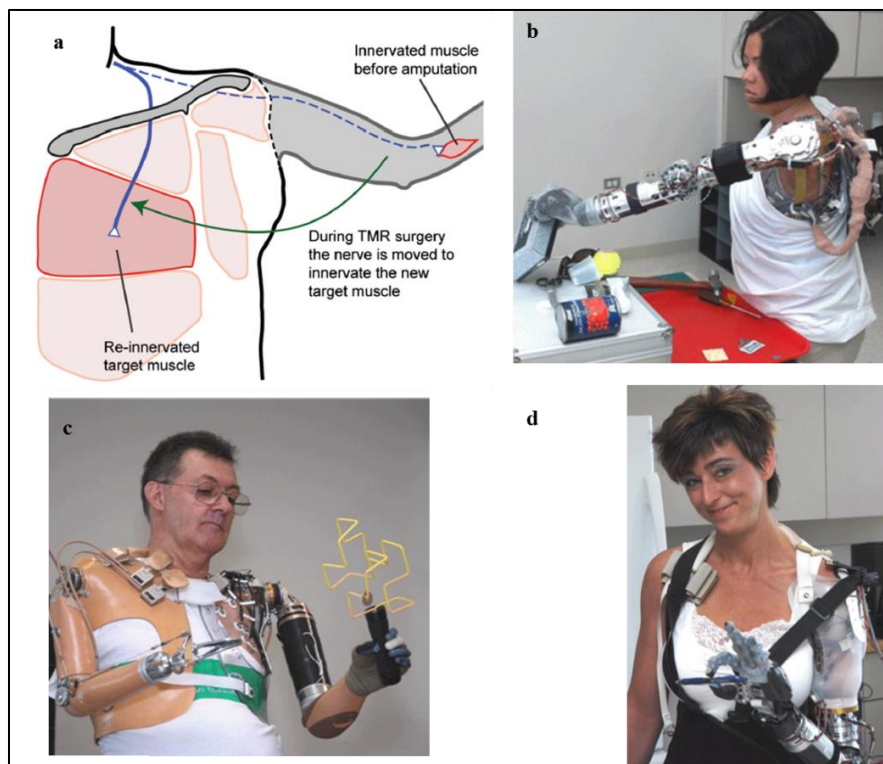 a
Innervated muscle
before amputation
During TMR surgery
the nerve is moved to
innervate the new
target muscle
Re-innervated
target muscle
b
c
d